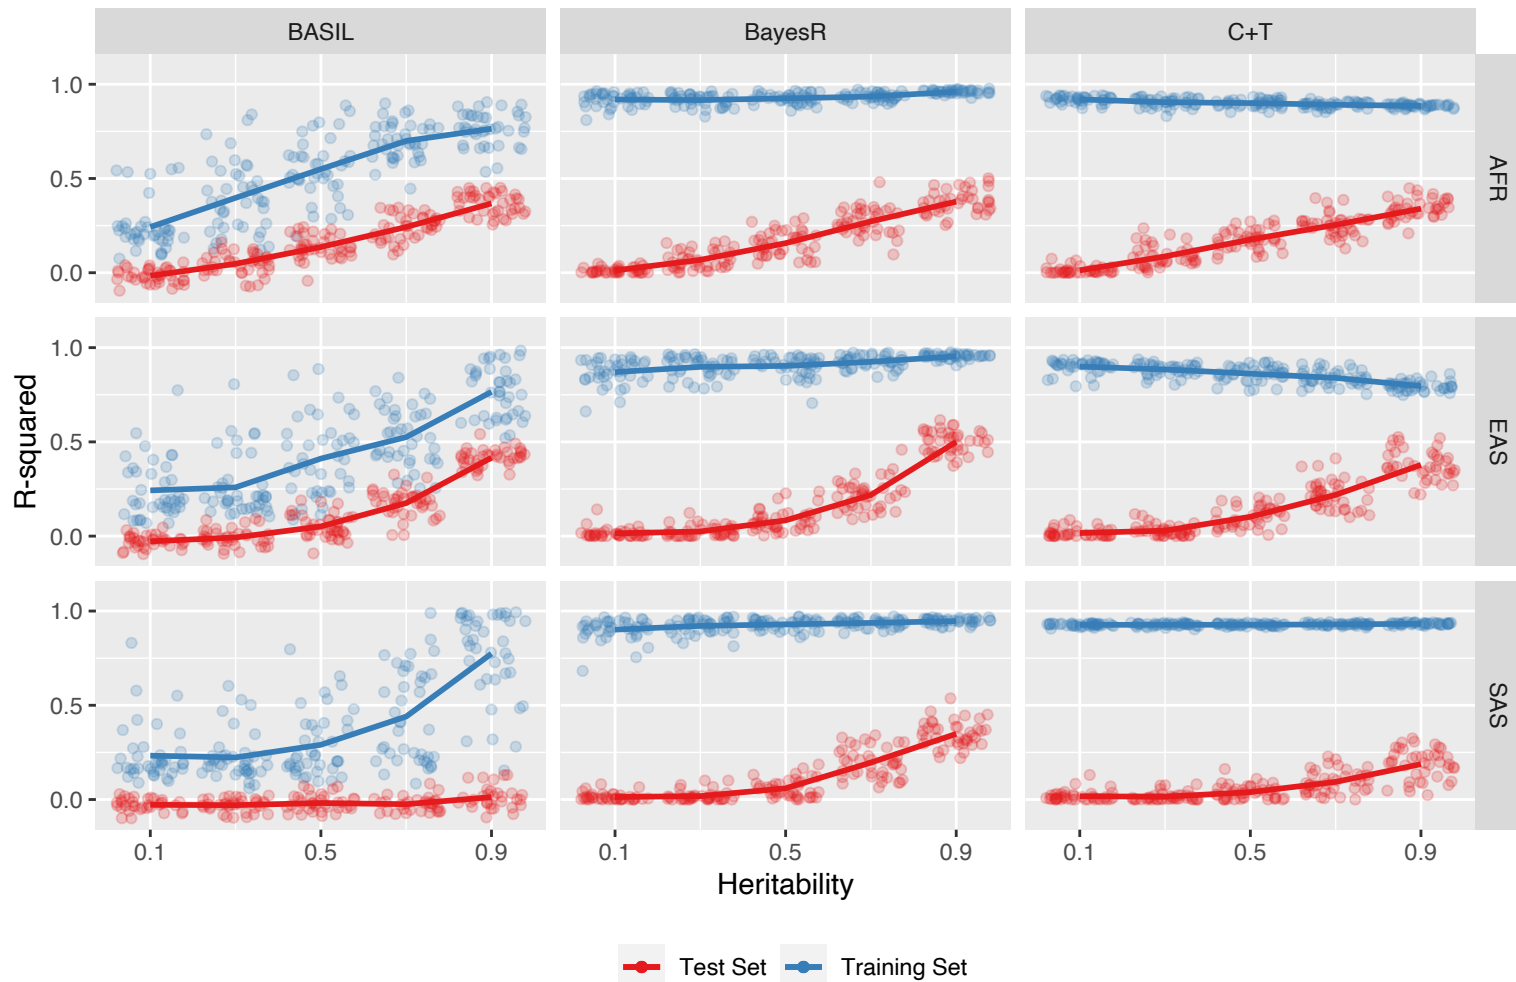 BASIL BayesR C+T
1.0
0.5
0.0
AFR
1.0
0.5
0.0
EAS
1.0
0.5
0.0
SAS
R-squared
0.1 0.5 0.9 0.1 0.5 0.9 0.1 0.5 0.9
Heritability
Test Set Training Set